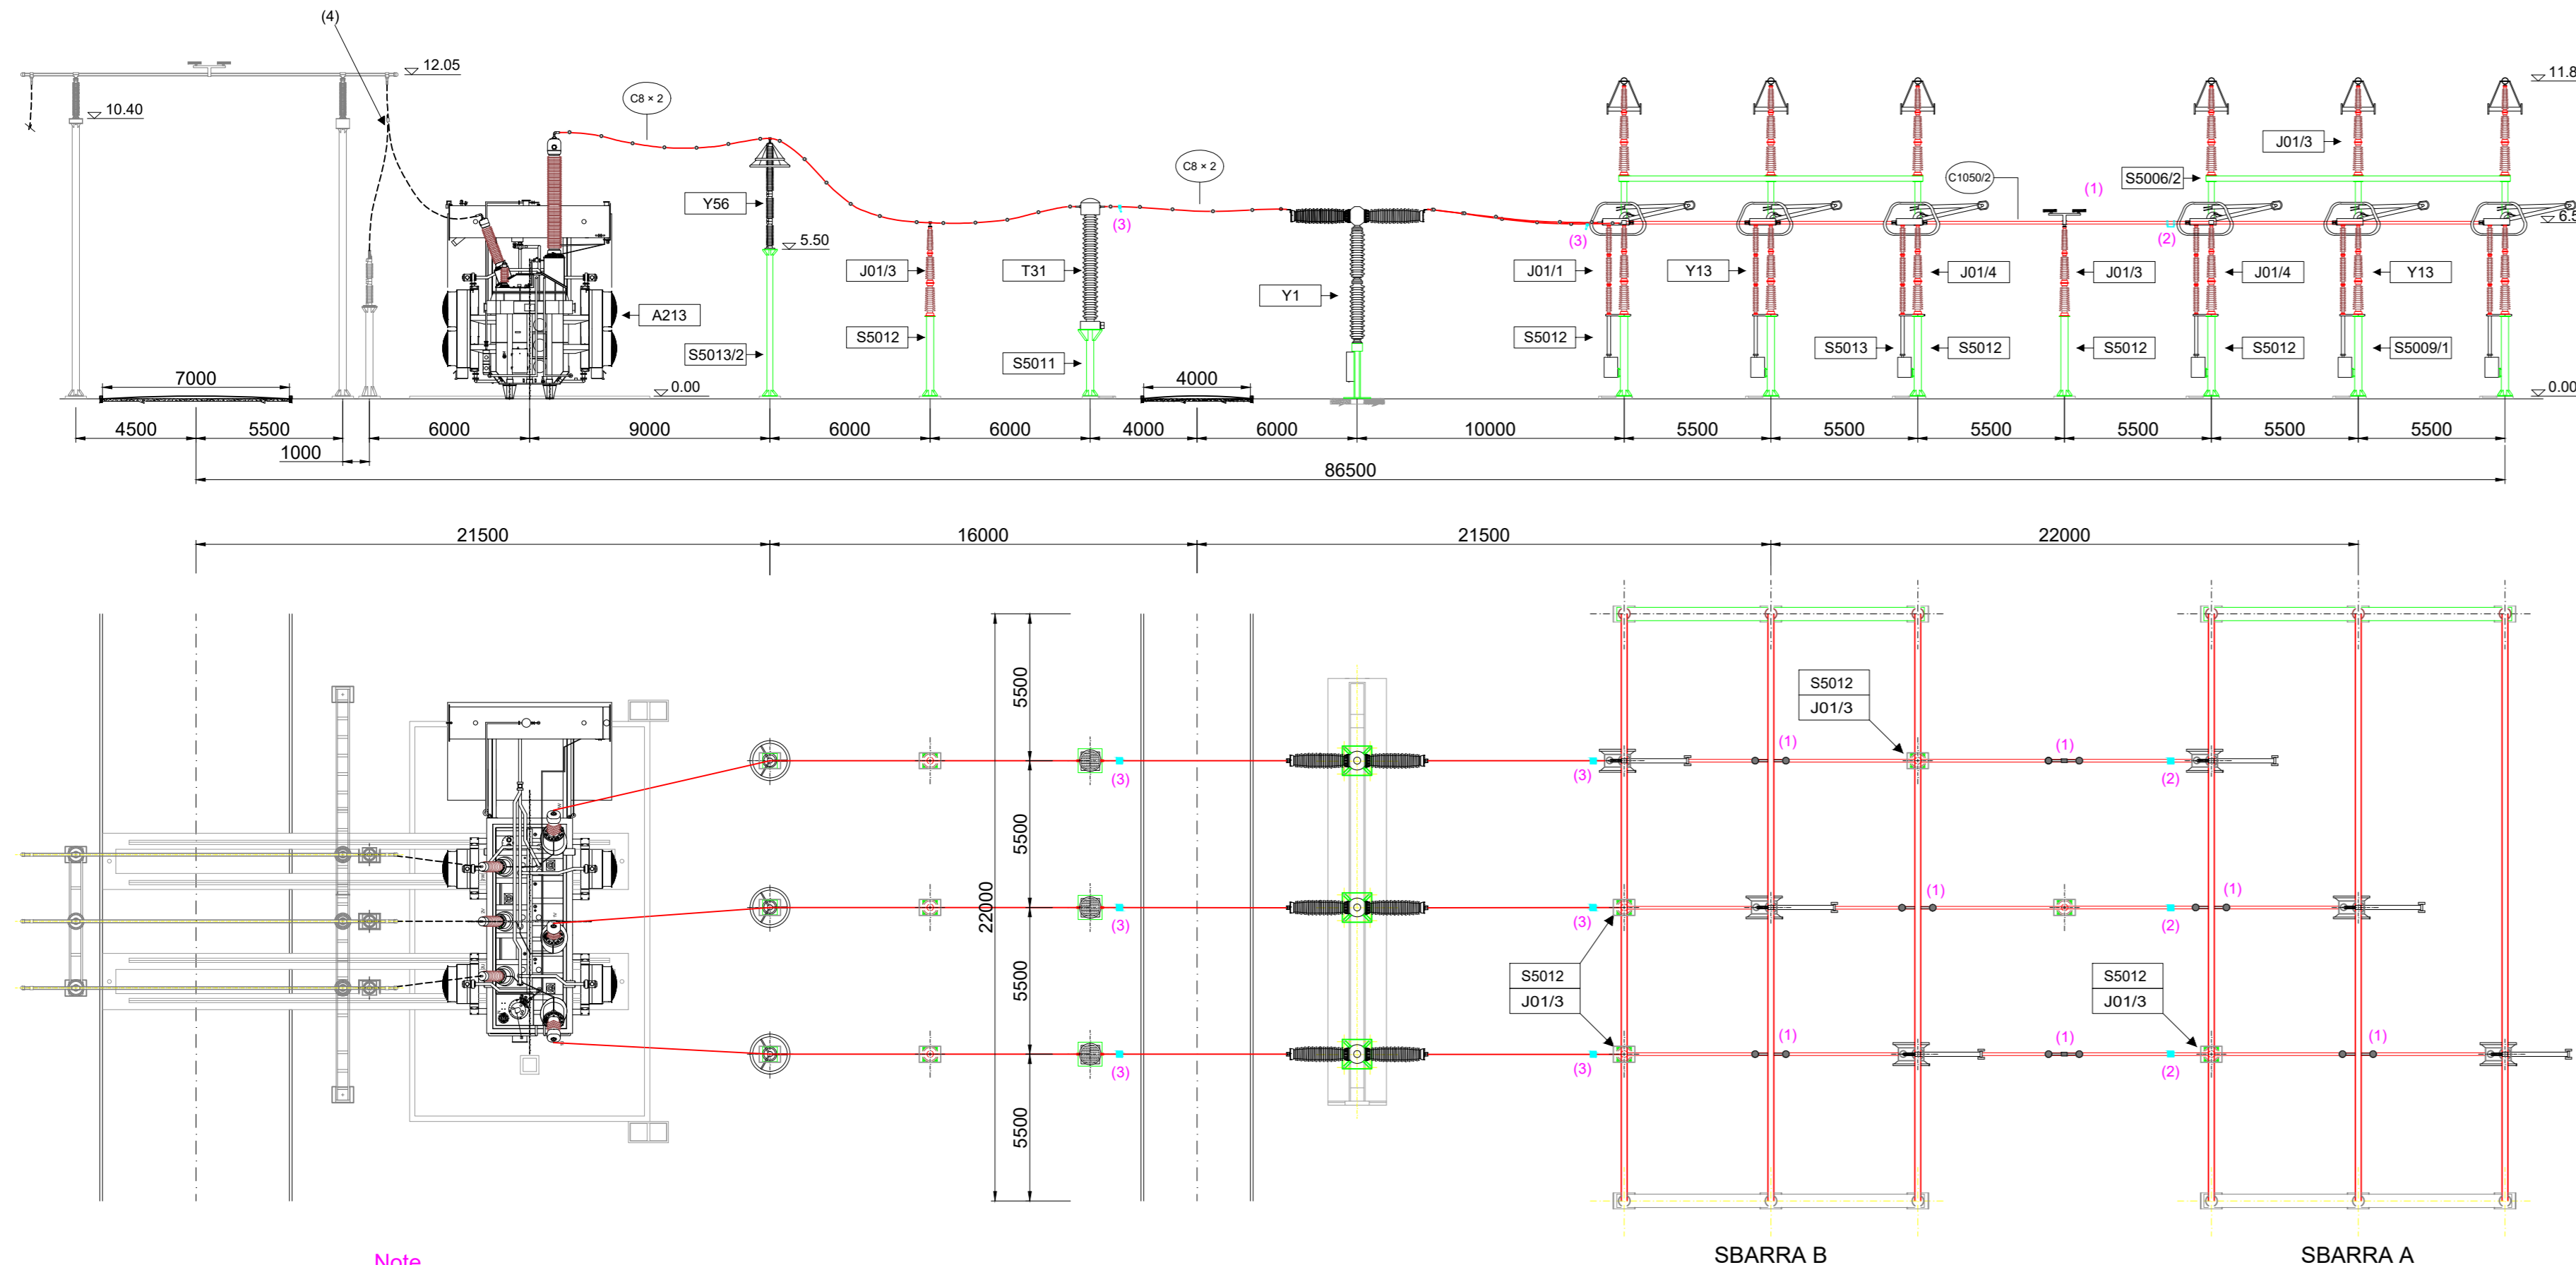 (4)
12.05
11.8
10.40
C8 × 2
J01/3
C8 × 2
C1050/2
S5006/2
(1)
Y56
(3)
(3)
(2)
6.5
5.50
J01/3
T31
Y1
J01/1
Y13
J01/4
J01/3
J01/4
Y13
A213
S5013/2
S5012
S5011
S5012
S5013
S5012
S5012
S5012
S5009/1
7000
0.00
4000
0.00
4500
5500
6000
9000
6000
6000
4000
6000
10000
5500
5500
5500
5500
5500
5500
1000
86500
21500
16000
21500
22000
5500
S5012
J01/3
(1)
(1)
(3)
(3)
(2)
5500
22000
(1)
(1)
(3)
(3)
(2)
5500
S5012
J01/3
S5012
J01/3
(1)
(1)
(1)
(3)
(3)
(2)
5500
Note
SBARRA B
SBARRA A